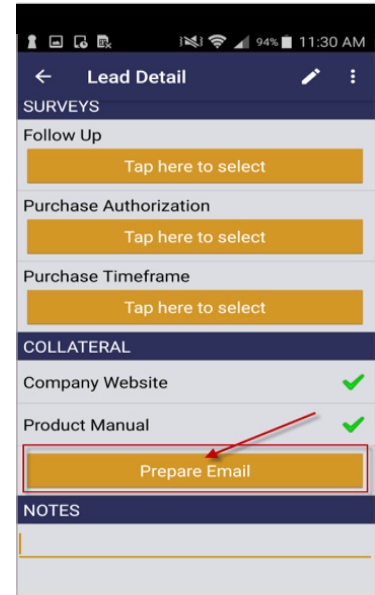 94% 11:30 AM
Lead Detail
SURVEYS
Follow Up
Tap here to select
Purchase Authorization
Tap here to select
Purchase Timeframe
Tap here to select
COLLATERAL
Company Website
Product Manual
Prepare Email
NOTES